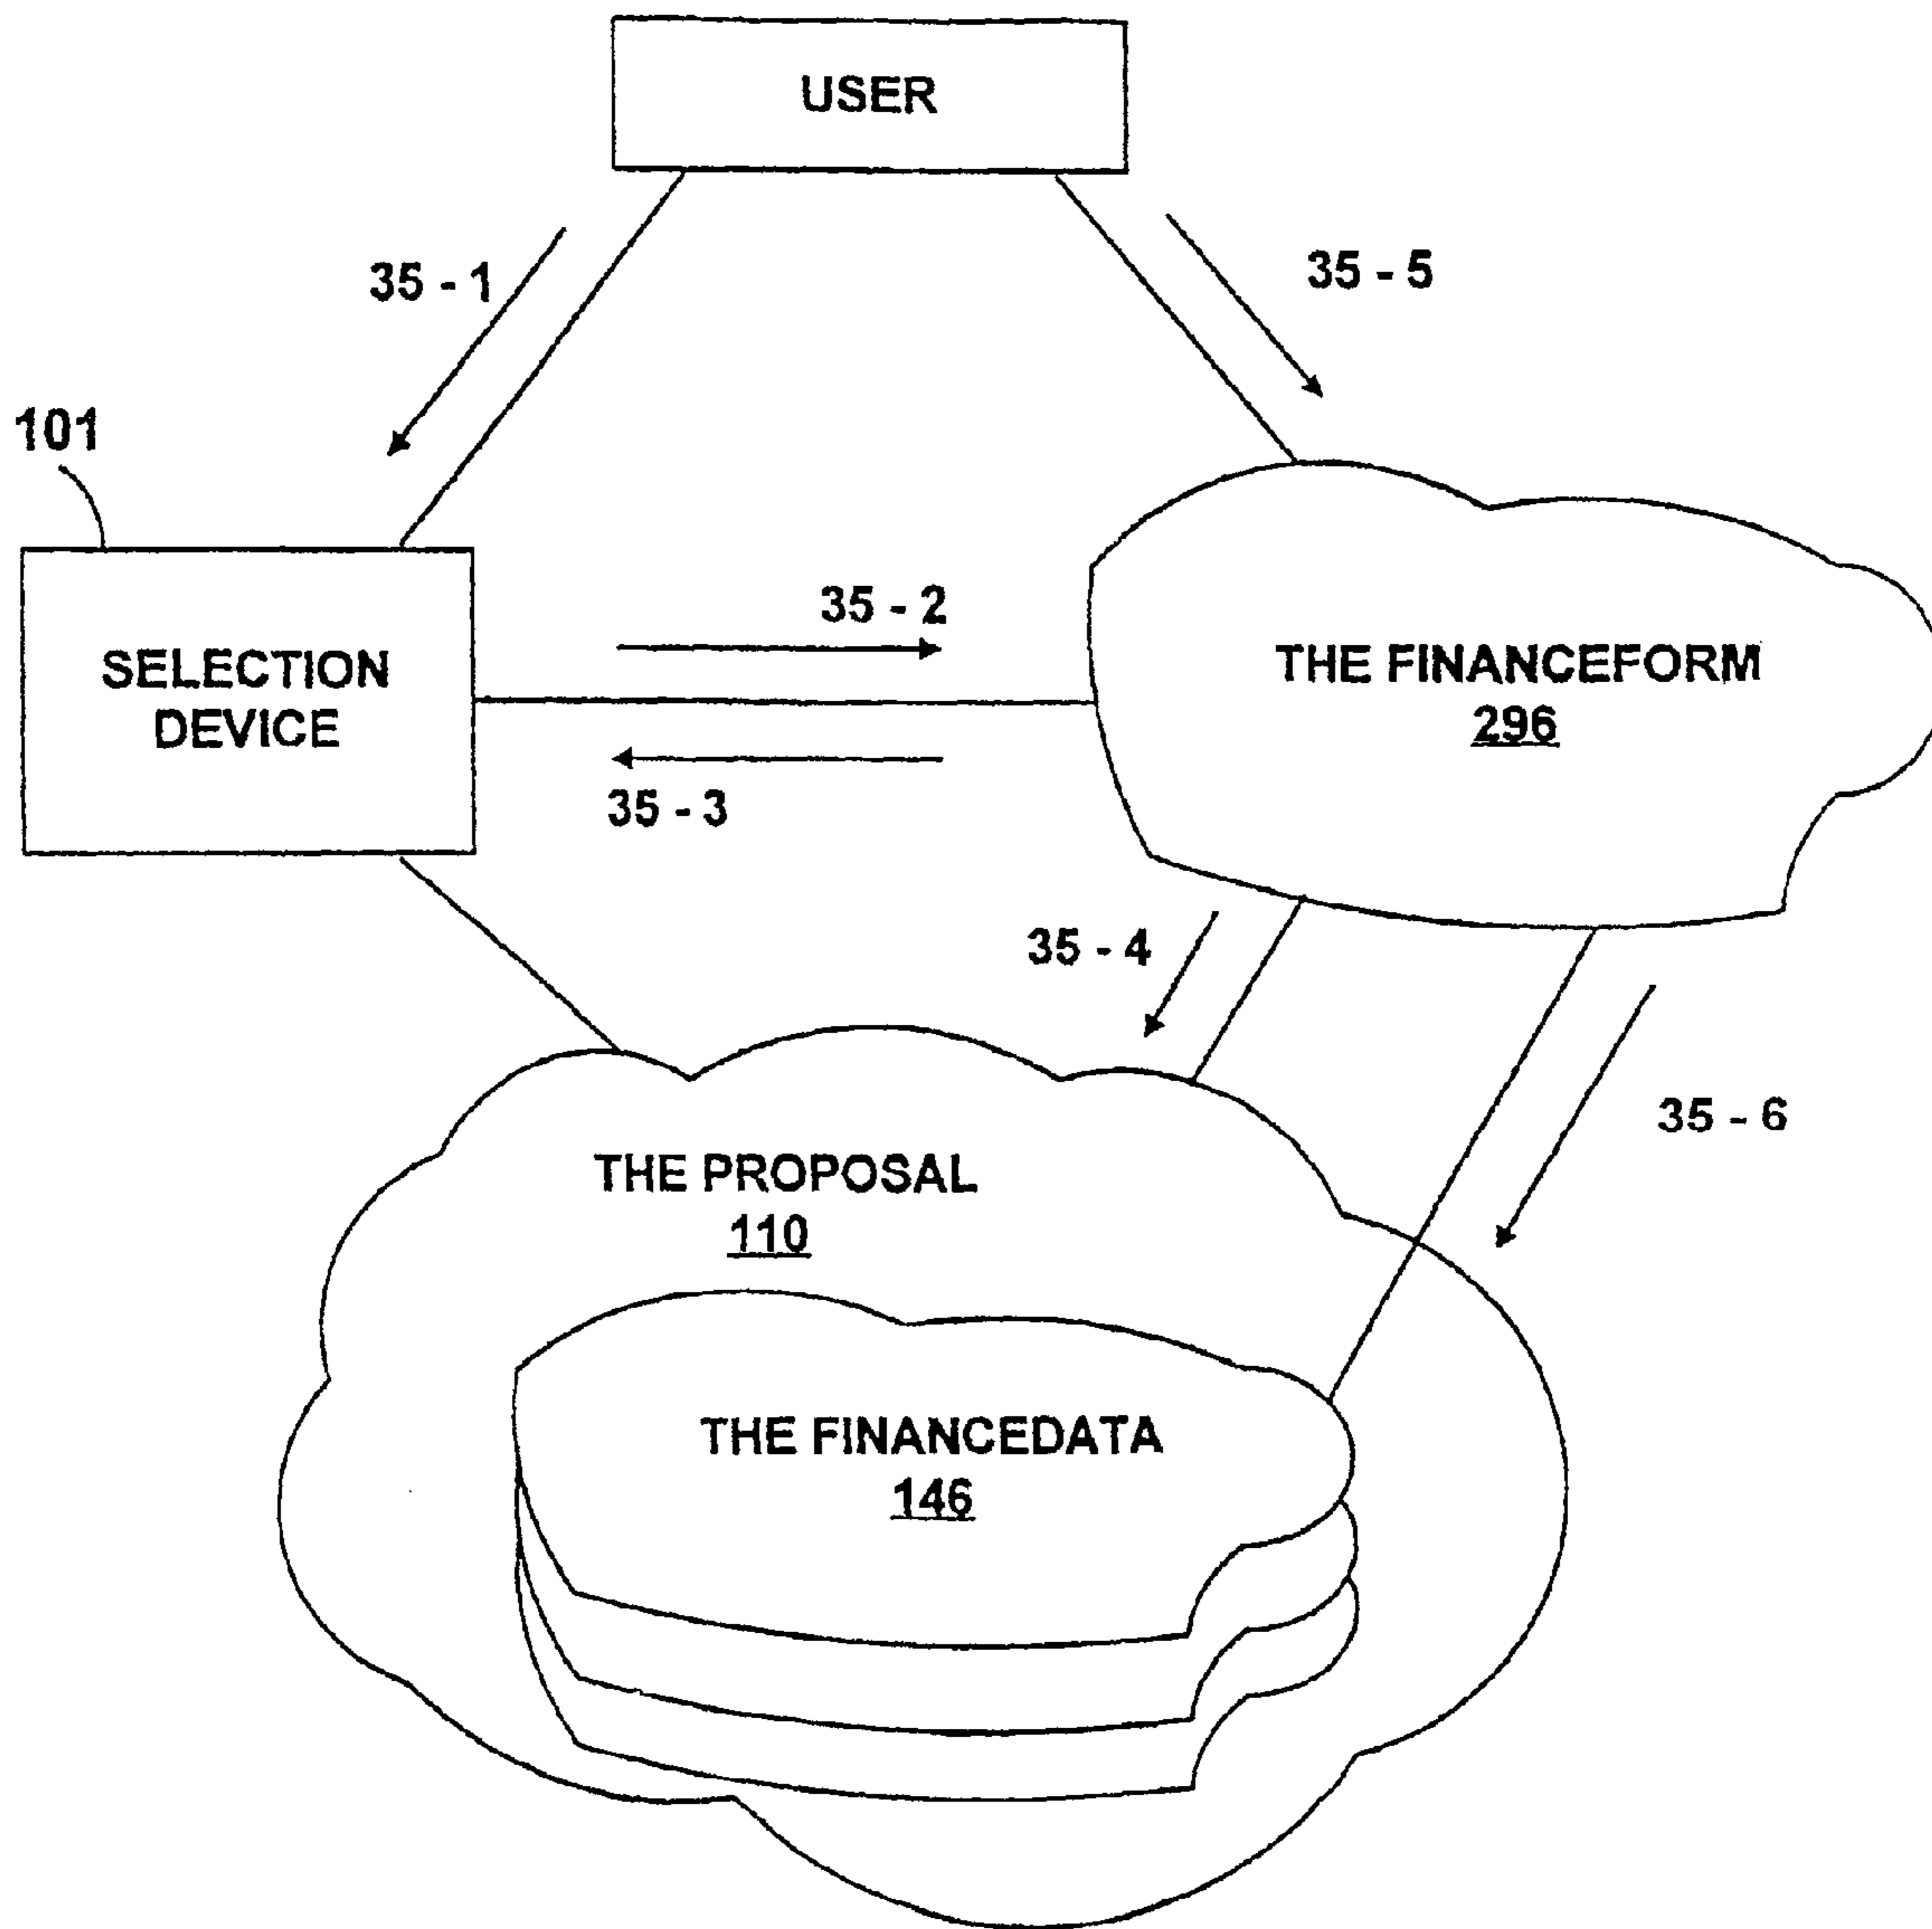 USER
35 - 1
35 - 5
101
35 - 2
SELECTION
DEVICE
THE FINANCEFORM
296
35 - 3
35 - 4
35 - 6
THE PROPOSAL
110
THE FINANCEDATA
146